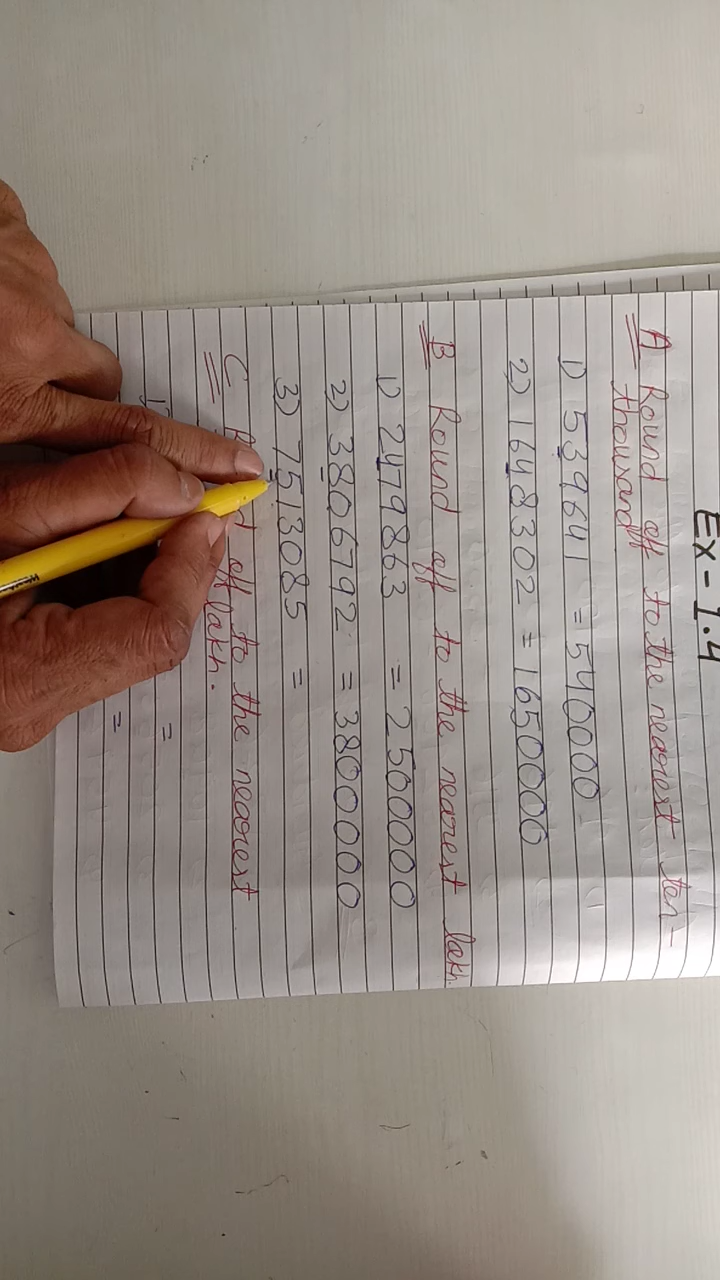 Ex-1.4
A Round off to the nearest ten-
thousand
1) 539641 = 540000
2) 1648302 = 1650000
B Round off to the nearest lakh.
1) 2479863 = 2500000
2) 3806792 = 3800000
3) 7513085 =
C off to the nearest
lakh.
=
=